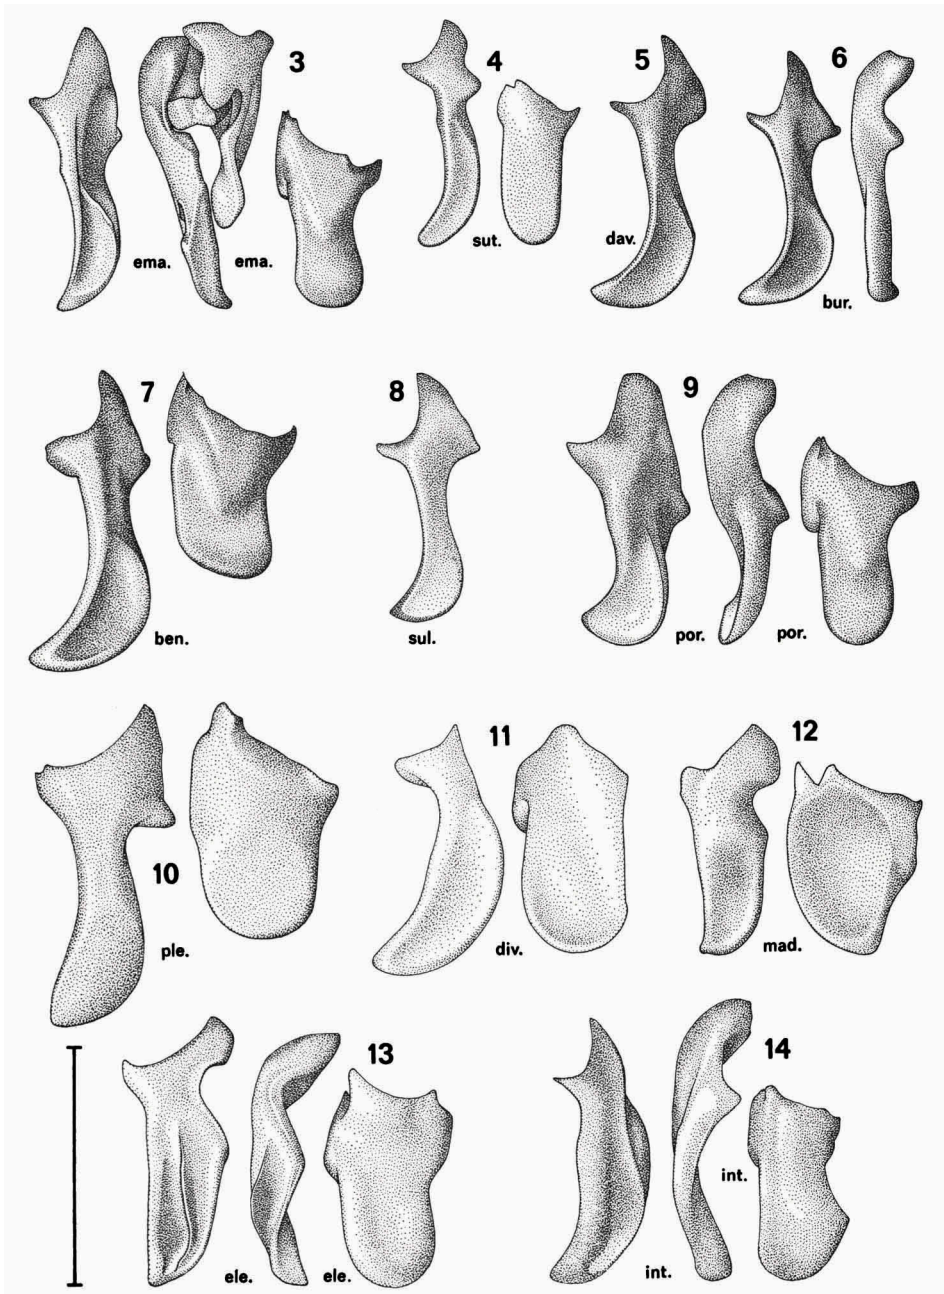 3
4
5
6
ema.
ema.
sut.
dav.
bur.
7
8
9
ben.
sul.
por.
por.
10
11
12
ple.
div.
mad.
13
14
ele.
ele.
int.
int.